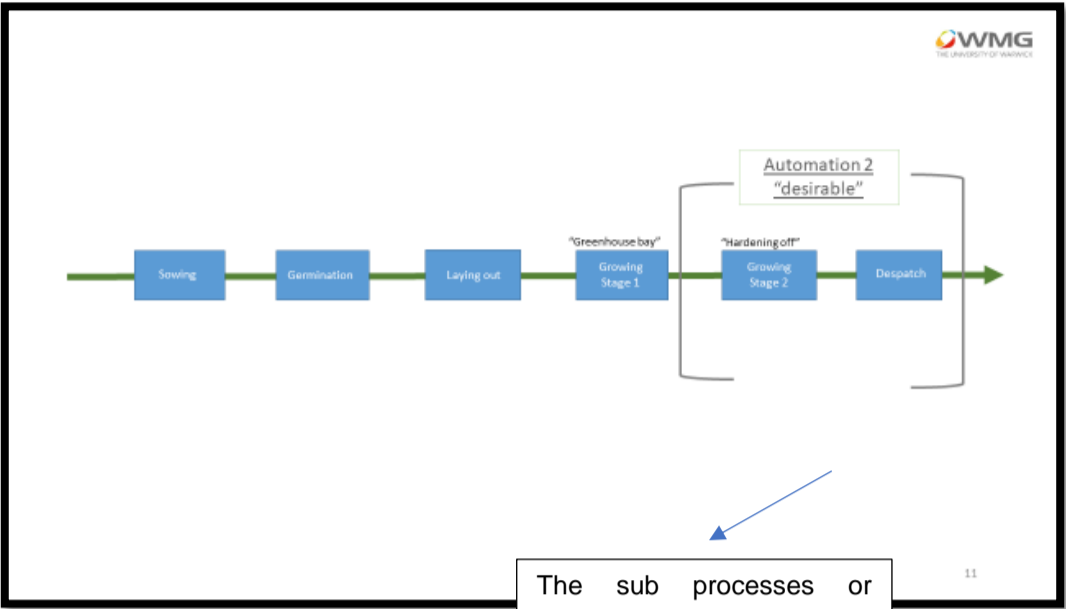 WMG
THE UNIVERSITY OF WARWICK
Automation 2
“desirable”
“Greenhouse bay”
“Hardening off”
Sowing
Germination
Laying out
Growing
Stage 1
Growing
Stage 2
Despatch
The sub processes or
11